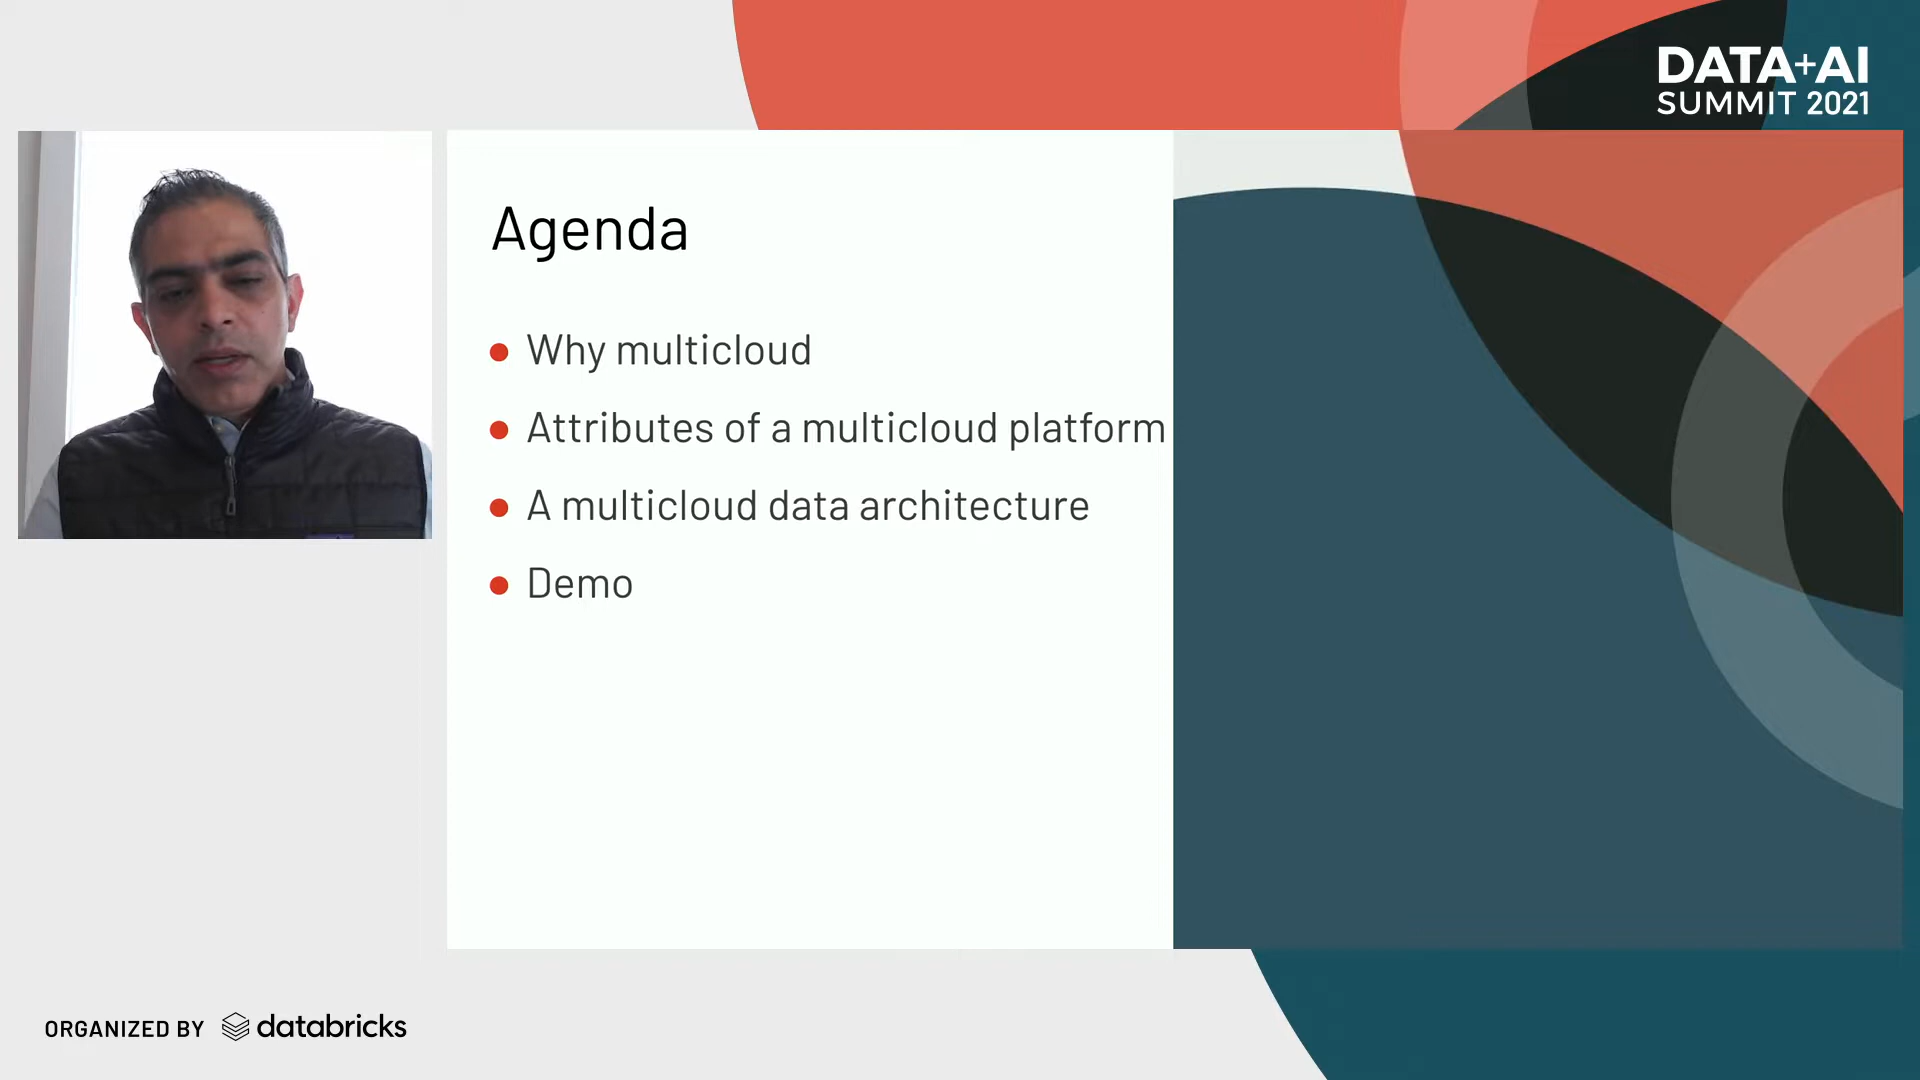 DATA+AI
SUMMIT 2021
Agenda
Why multicloud
Attributes of a multicloud platform
A multicloud data architecture
Demo
ORGANIZED BY databricks